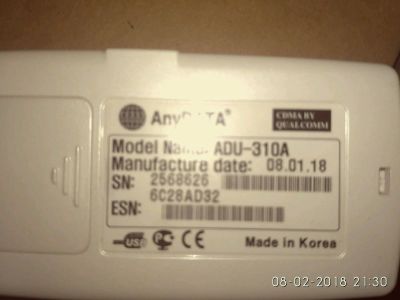 AnyDATA®
CDMA BY
QUALCOMM
Model Name: ADU-310A
Manufacture date: 08.01.18
SN: 2568626
6C28AD32
ESN:
USB CE
Made in Korea
08-02-2018 21:30